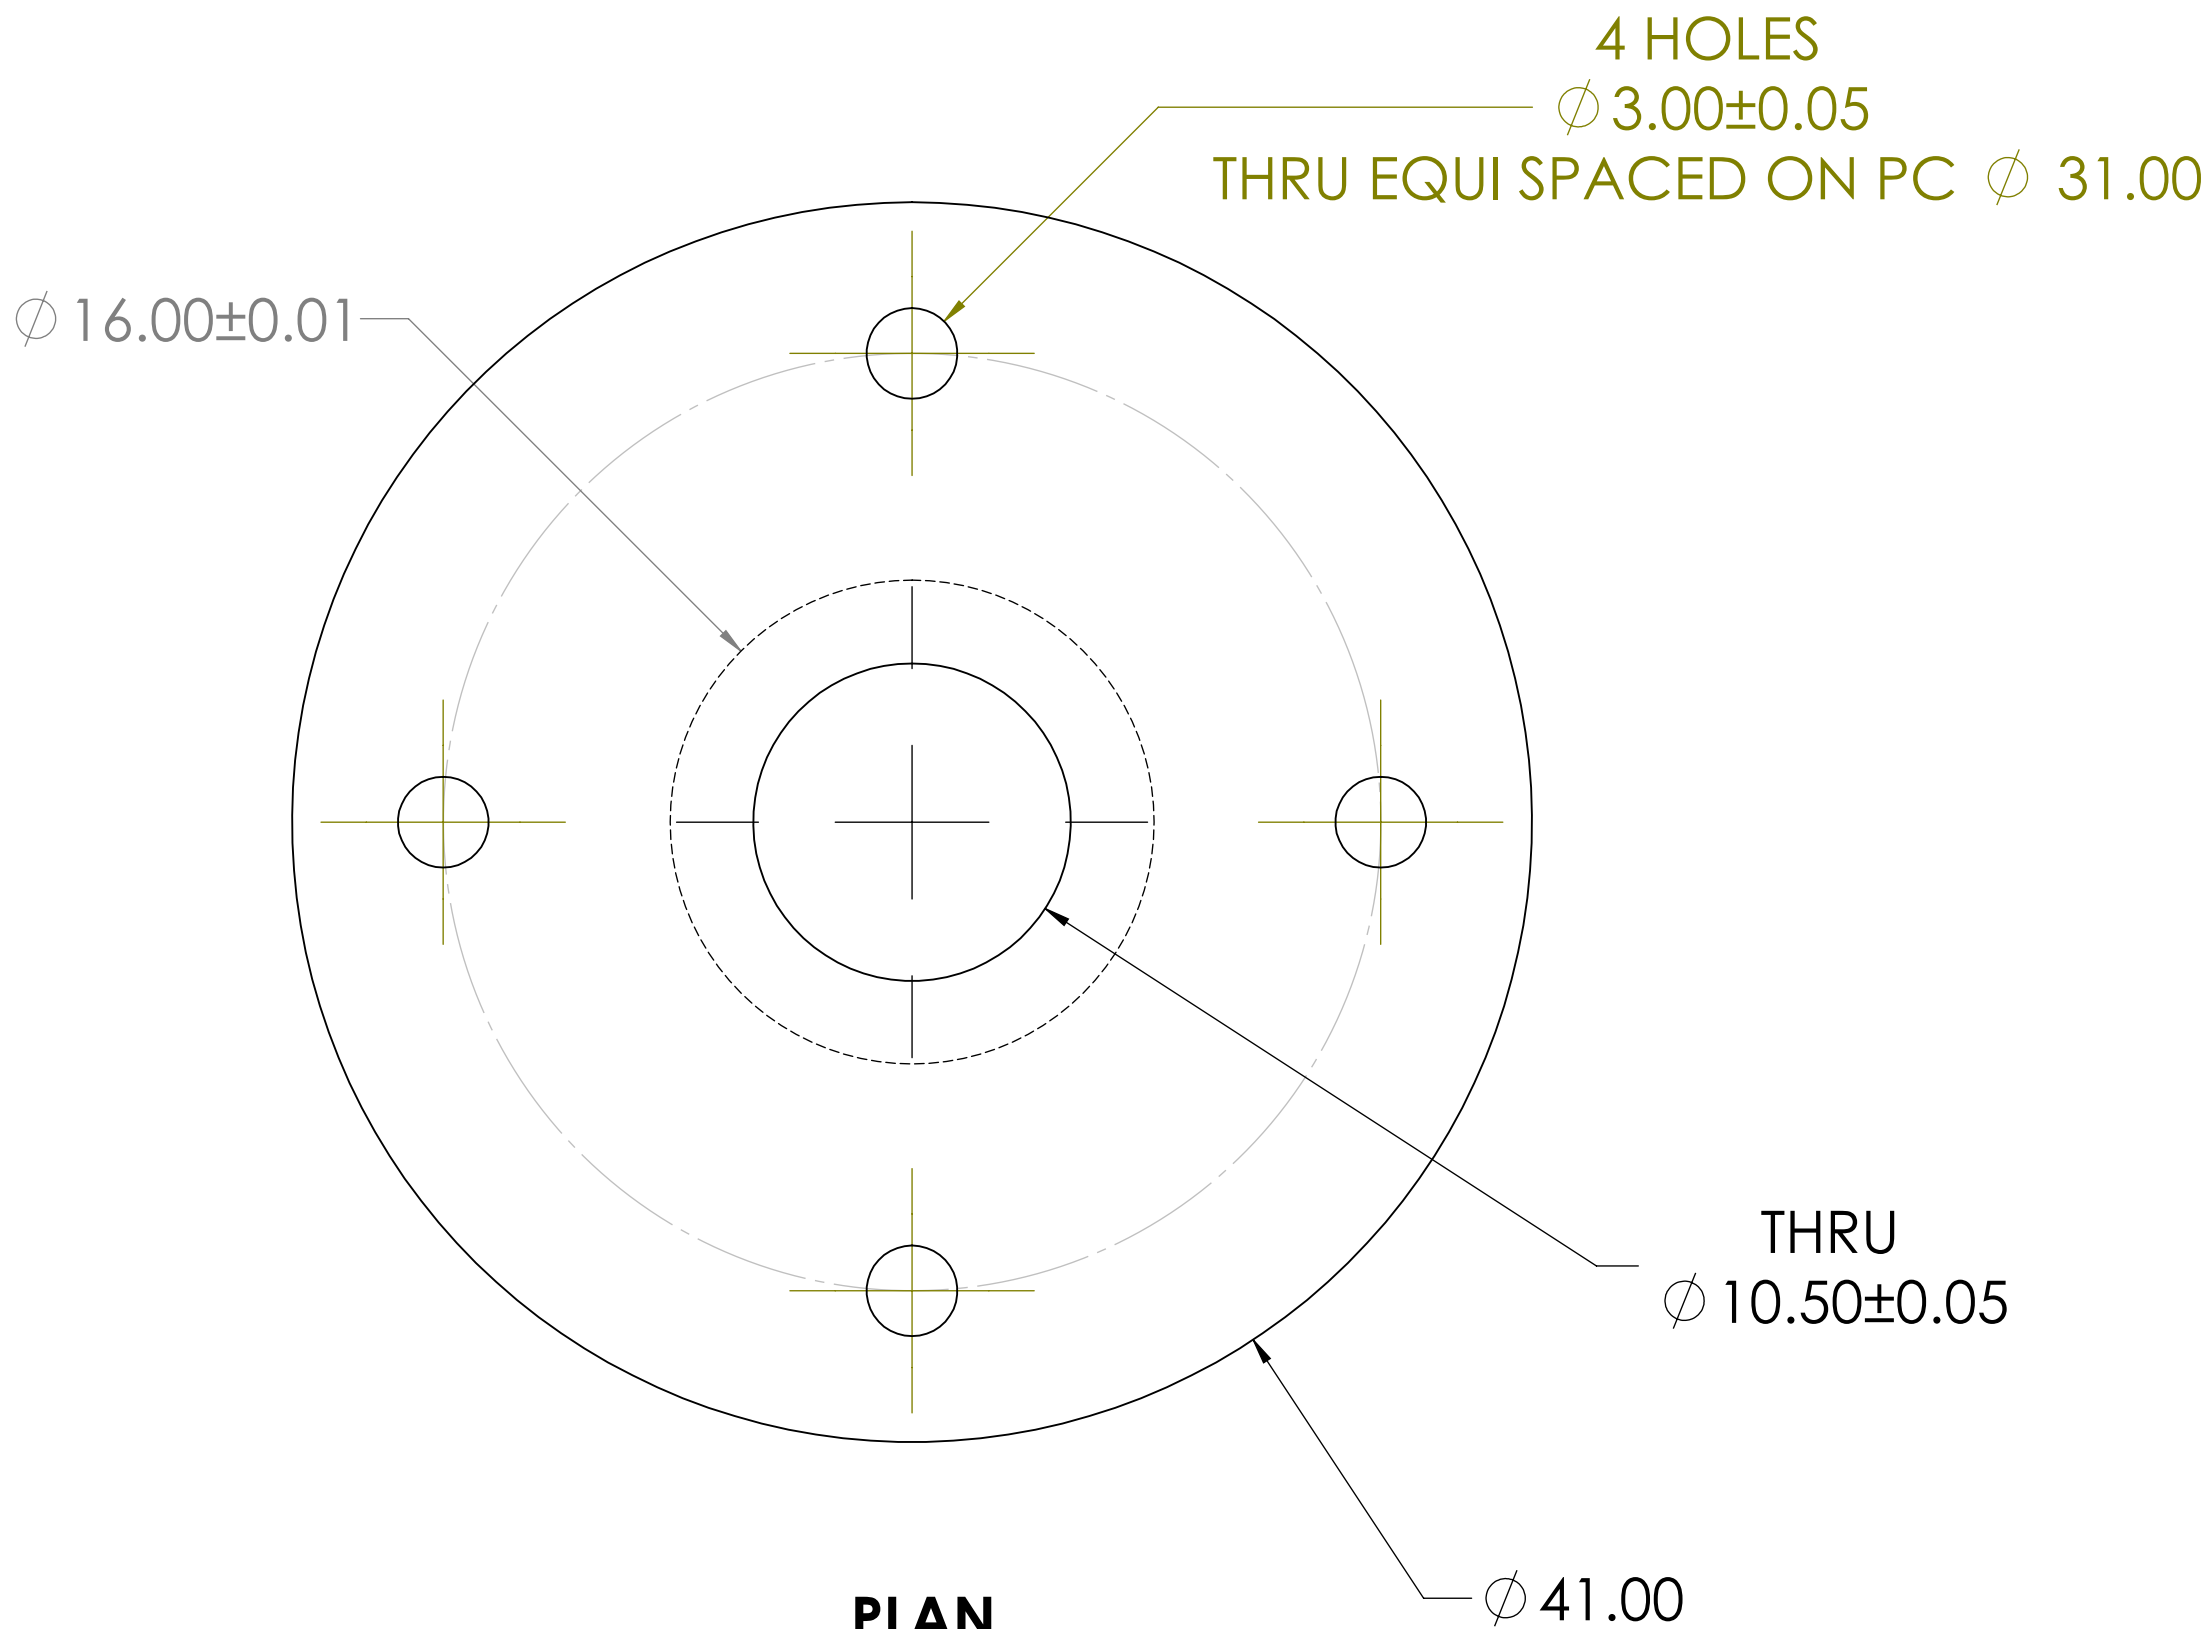 4 HOLES
∅ 3.00±0.05
THRU EQUI SPACED ON PC ∅ 31.00
∅ 16.00±0.01
THRU
∅ 10.50±0.05
∅ 41.00
PLAN